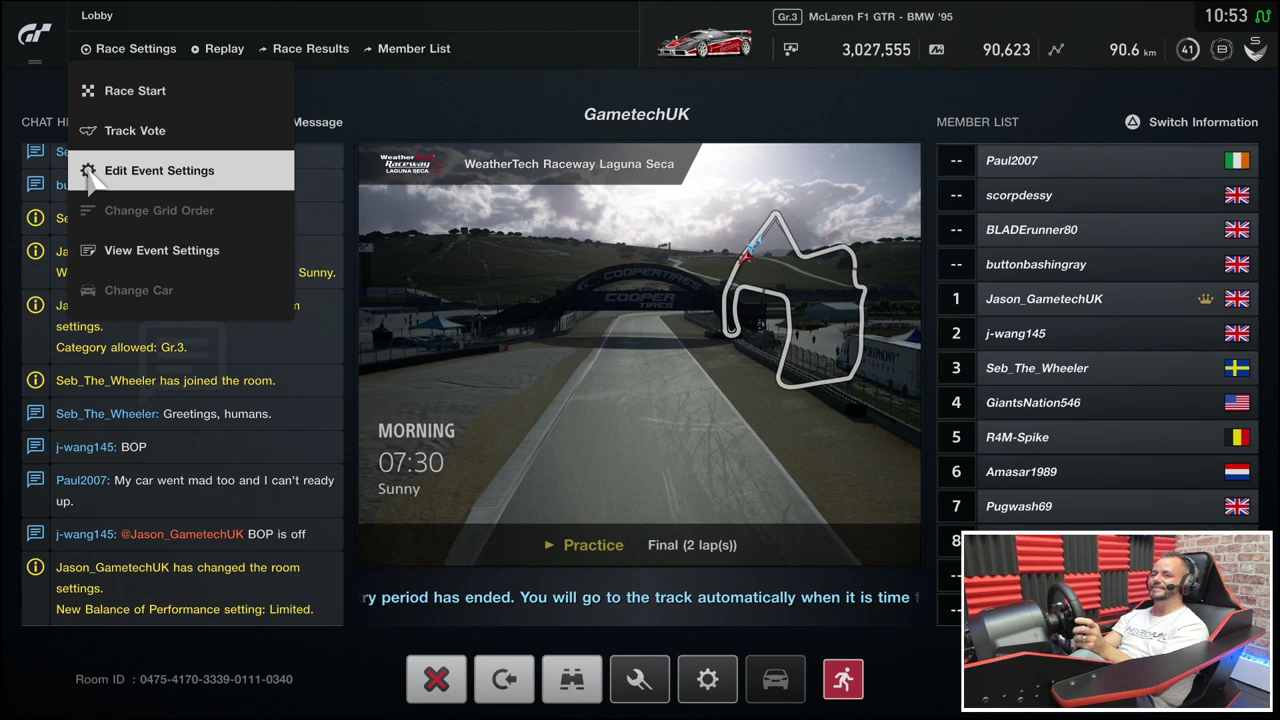 Lobby
Race Settings
Replay
Race Results
Member List
Gr.3
McLaren F1 GTR - BMW '95
10:53
3,027,555
90,623
90.6 km
41
B
S
Race Start
Track Vote
Edit Event Settings
Change Grid Order
View Event Settings
Change Car
GametechUK
CHAT
Message
WeatherTech Raceway Laguna Seca
WeatherTech
Raceway
LAGUNA SECA
COOPERTIRES
COOPER
TIRES
Sunny.
settings.
Category allowed: Gr.3.
Seb_The_Wheeler has joined the room.
Seb_The_Wheeler: Greetings, humans.
j-wang145: BOP
Paul2007: My car went mad too and I can't ready
up.
j-wang145: @Jason_GametechUK BOP is off
Jason_GametechUK has changed the room
settings.
New Balance of Performance setting: Limited.
MORNING
07:30
Sunny
Practice
Final (2 lap(s))
period has ended. You will go to the track automatically when it is time
MEMBER LIST
Switch Information
-- Paul2007
-- scorpdessy
-- BLADErunner80
-- buttonbashingray
1 Jason_GametechUK
2 j-wang145
3 Seb_The_Wheeler
4 GiantsNation546
5 R4M-Spike
6 Amasar1989
7 Pugwash69
8
--
--
Room ID : 0475-4170-3339-0111-0340